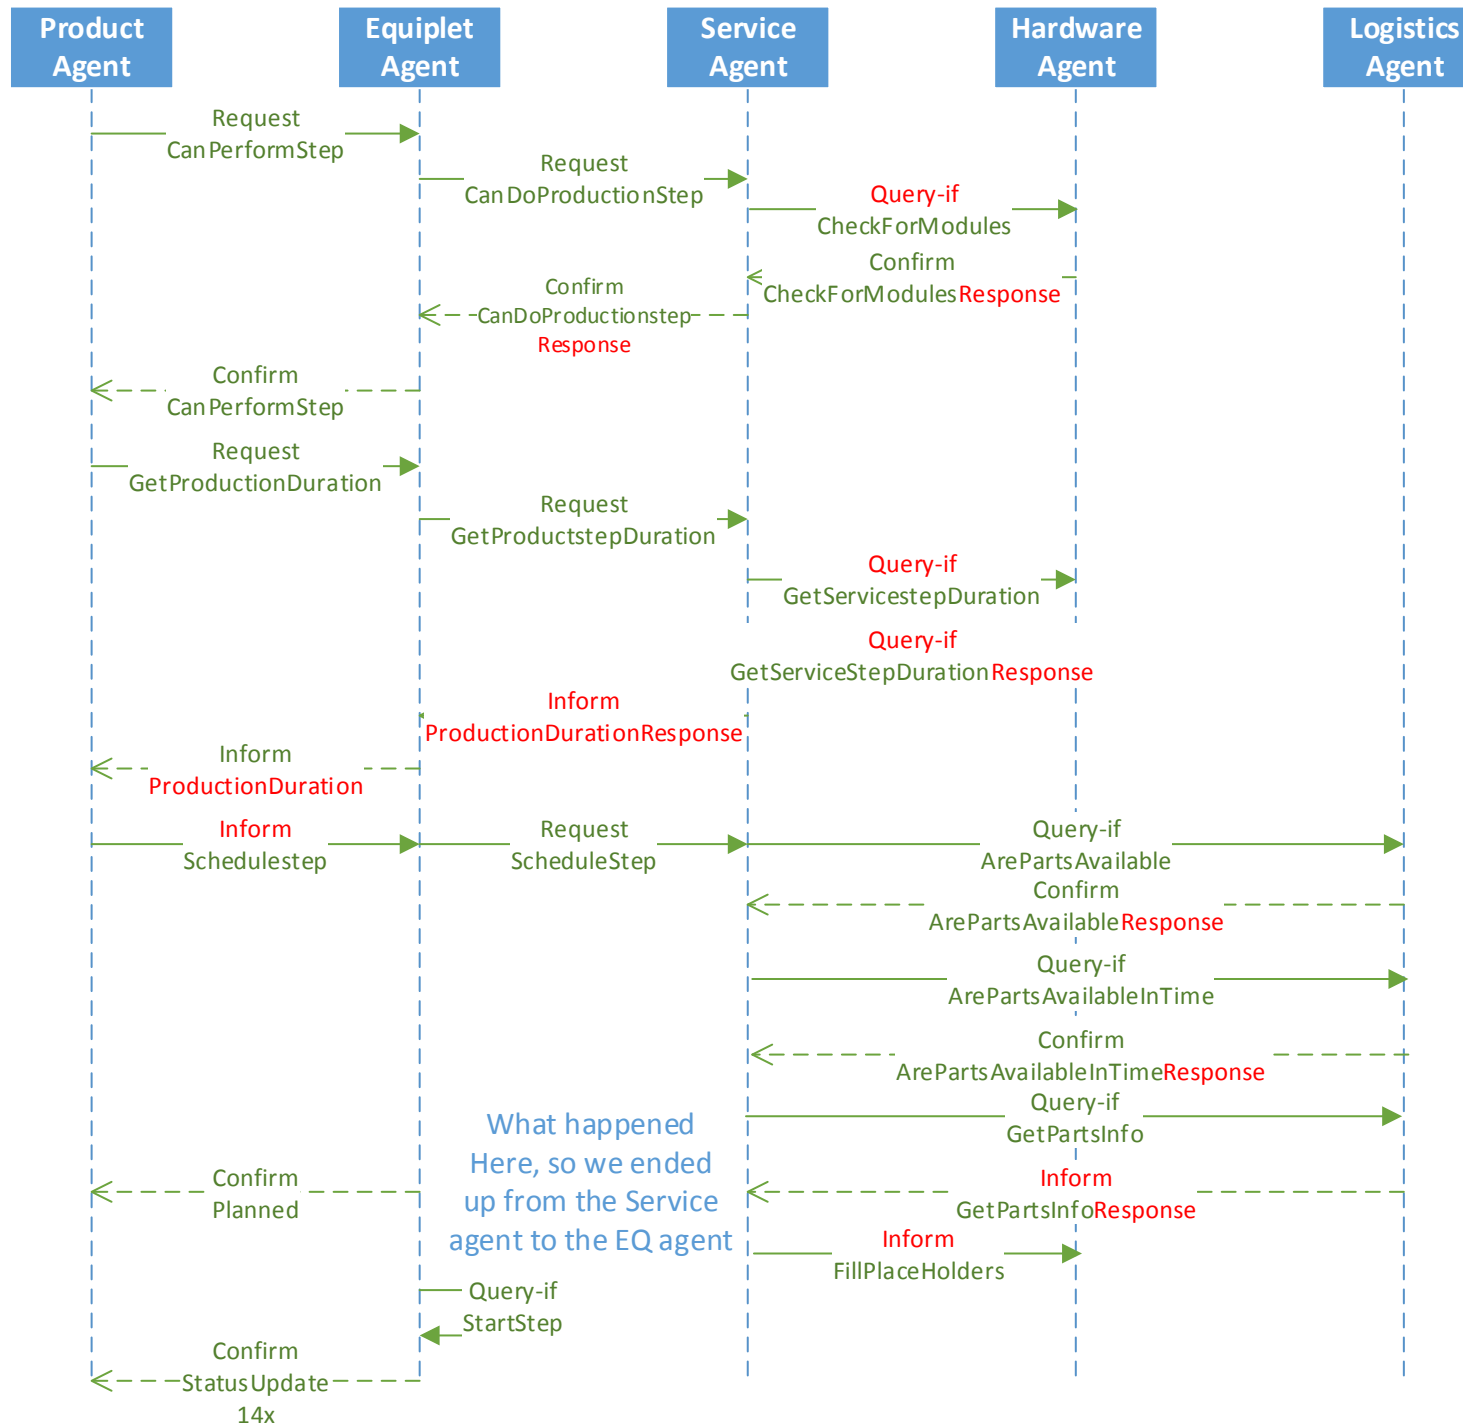 Product
Agent
Equiplet
Agent
Service
Agent
Hardware
Agent
Logistics
Agent
Request
CanPerformStep
Request
CanDoProductionStep
Query-if
CheckForModules
Confirm
CheckForModulesResponse
Confirm
CanDoProductionstep
Response
Confirm
CanPerformStep
Request
GetProductionDuration
Request
GetProductstepDuration
Query-if
GetServicestepDuration
Query-if
GetServiceStepDurationResponse
Inform
ProductionDurationResponse
Inform
ProductionDuration
Inform
Schedulestep
Request
ScheduleStep
Query-if
ArePartsAvailable
Confirm
ArePartsAvailableResponse
Query-if
ArePartsAvailableInTime
Confirm
ArePartsAvailableInTimeResponse
Query-if
GetPartsInfo
What happened
Here, so we ended
up from the Service
agent to the EQ agent
Confirm
Planned
Inform
GetPartsInfoResponse
Inform
FillPlaceHolders
Query-if
StartStep
Confirm
StatusUpdate
14x